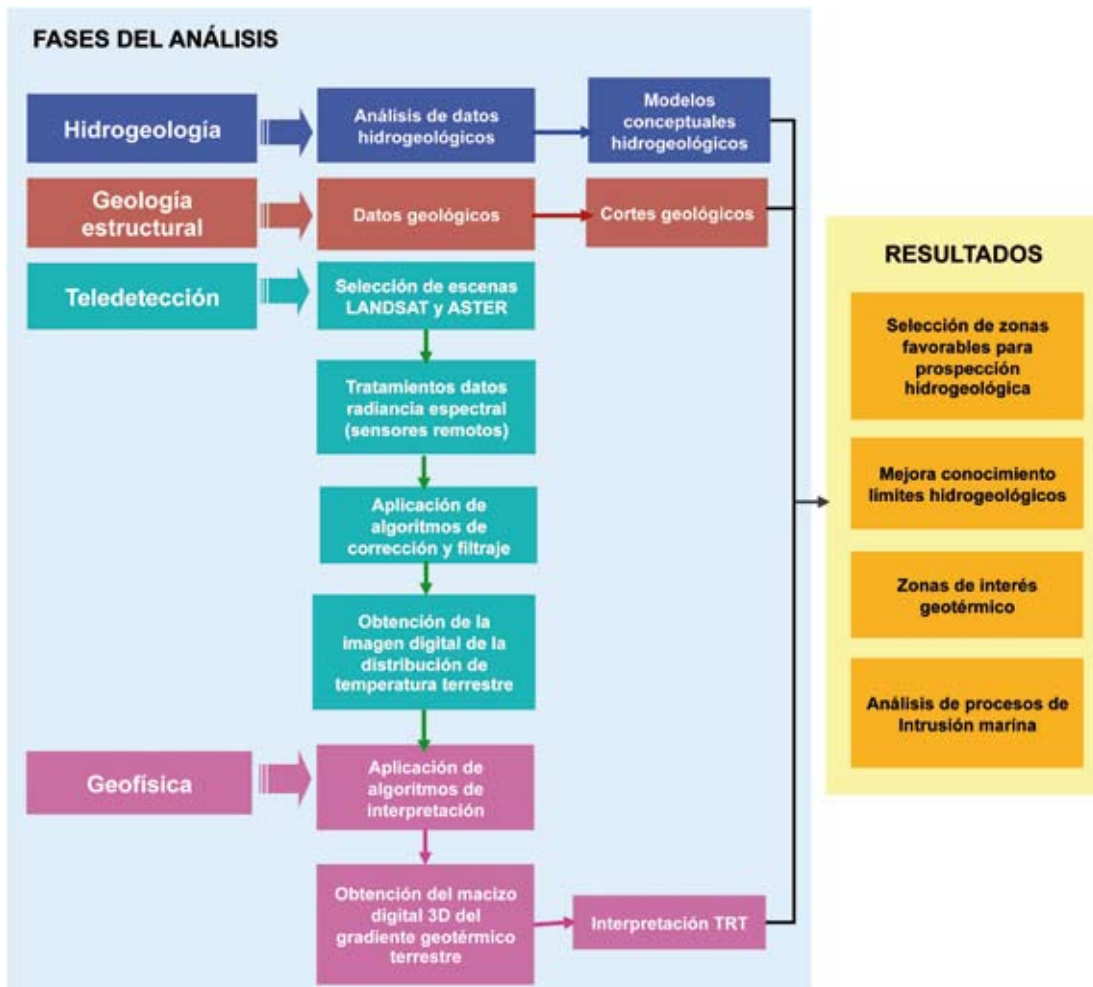 FASES DEL ANÁLISIS
Hidrogeología
Análisis de datos
hidrogeológicos
Modelos
conceptuales
hidrogeológicos
Geología
estructural
Datos geológicos
Cortes geológicos
Teledetección
Selección de escenas
LANDSAT y ASTER
Tratamientos datos
radiancia espectral
(sensores remotos)
Aplicación de
algoritmos de
corrección y filtraje
Obtención de la
imagen digital de la
distribución de
temperatura terrestre
Geofísica
Aplicación de
algoritmos de
interpretación
Obtención del macizo
digital 3D del
gradiente geotérmico
terrestre
Interpretación TRT
RESULTADOS
Selección de zonas
favorables para
prospección
hidrogeológica
Mejora conocimiento
límites hidrogeológicos
Zonas de interés
geotérmico
Análisis de procesos de
Intrusión marina